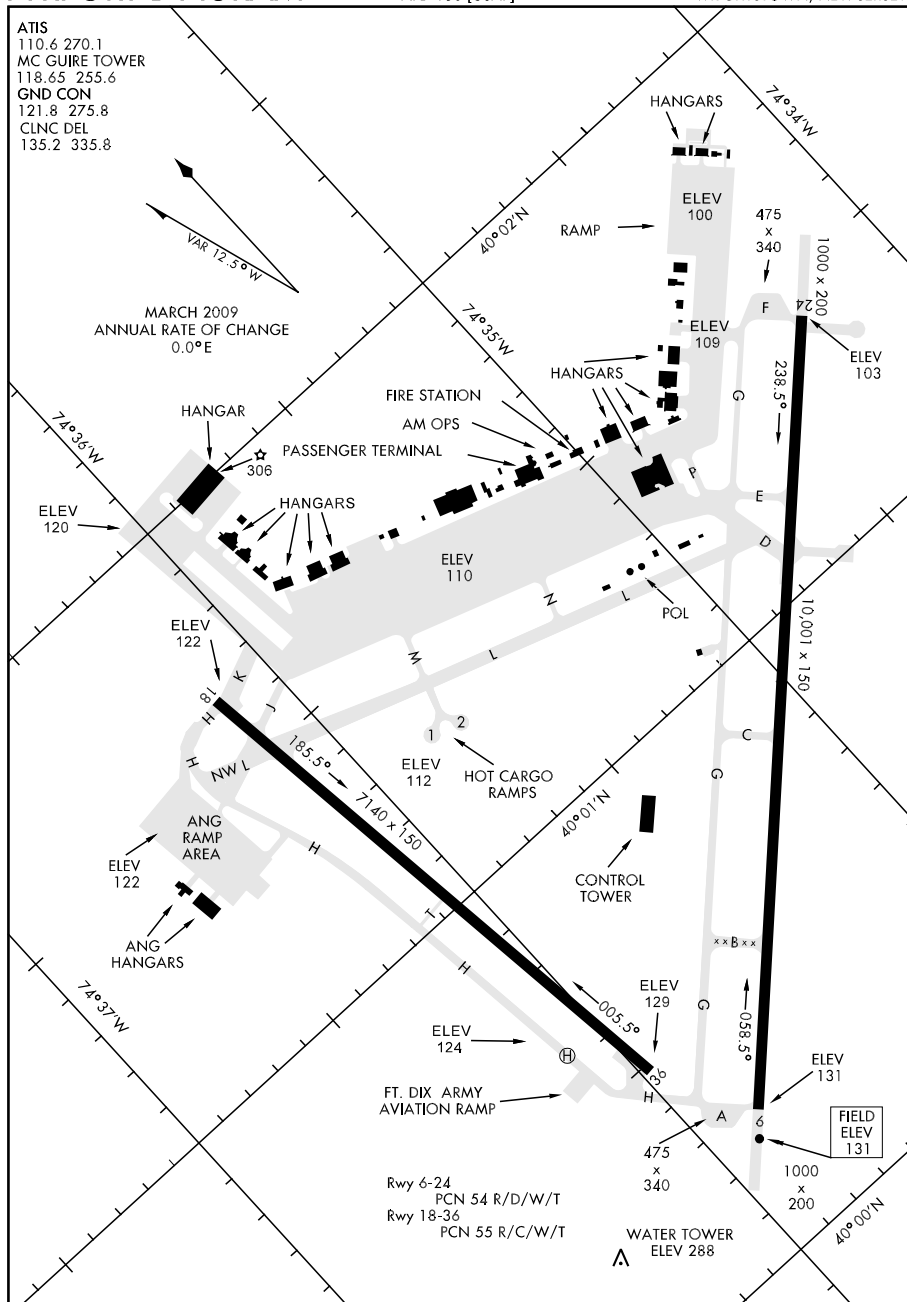 ATIS
110.6 270.1
MC GUIRE TOWER
118.65 255.6
GND CON
121.8 275.8
CLNC DEL
135.2 335.8
VAR 12.5° W
MARCH 2009
ANNUAL RATE OF CHANGE
0.0° E
HANGARS
74°34'W
ELEV
100
475
x
340
RAMP
40°02'N
1000 x 200
F
24
ELEV
109
ELEV
103
74°35'W
238.5°
G
HANGARS
FIRE STATION
AM OPS
PASSENGER TERMINAL
HANGAR
306
74°36'W
HANGARS
P
E
D
ELEV
120
ELEV
110
N
L
POL
10,001 x 150
ELEV
122
K
J
M
L
18
H
H
185.5°
NW L
1
2
ELEV
112
HOT CARGO
RAMPS
C
G
7140 x 150
40°01'N
ANG
RAMP
AREA
H
ELEV
122
CONTROL
TOWER
ANG
HANGARS
T
H
x x B x x
74°37'W
005.5°
ELEV
129
G
058.5°
ELEV
124
H
ELEV
131
36
FT. DIX ARMY
AVIATION RAMP
H
A
6
FIELD
ELEV
131
475
x
340
1000
x
200
Rwy 6-24
PCN 54 R/D/W/T
Rwy 18-36
PCN 55 R/C/W/T
WATER TOWER
ELEV 288
40°00'N